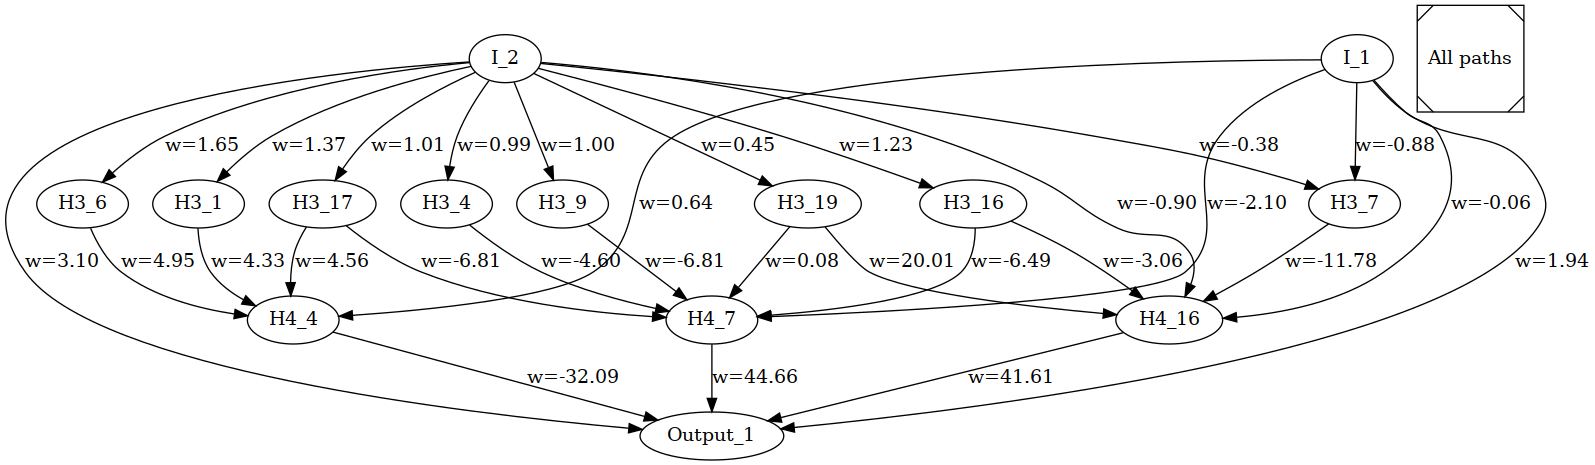 I_2
I_1
All paths
w=1.65
w=1.37
w=1.01
w=0.99
w=1.00
w=0.45
w=1.23
w=-0.38
w=-0.88
H3_6
H3_1
H3_17
H3_4
H3_9
w=0.64
H3_19
H3_16
w=-0.90
w=-2.10
H3_7
w=-0.06
w=3.10
w=4.95
w=4.33
w=4.56
w=-6.81
w=-4.60
w=-6.81
w=0.08
w=20.01
w=-6.49
w=-3.06
w=-11.78
w=1.94
H4_4
H4_7
H4_16
w=-32.09
w=44.66
w=41.61
Output_1